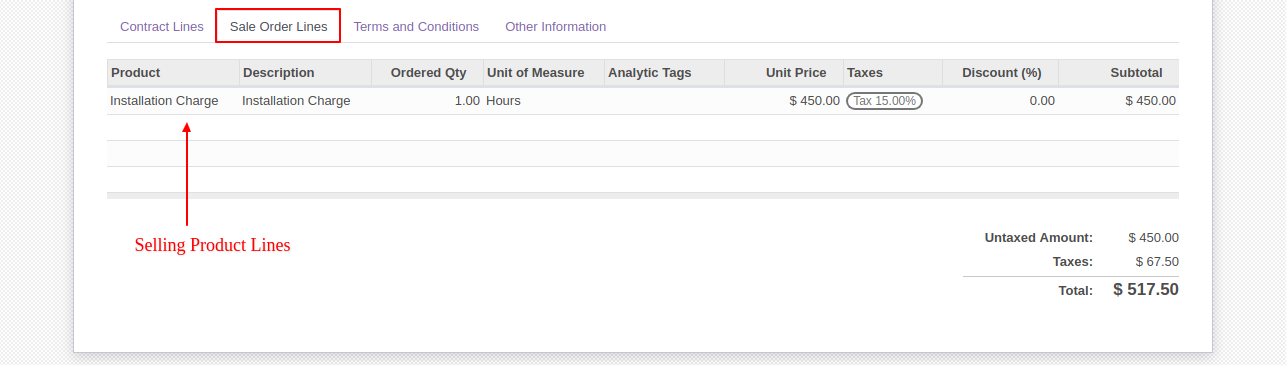 Contract Lines Sale Order Lines Terms and Conditions Other Information
Product Description Ordered Qty Unit of Measure Analytic Tags Unit Price Taxes Discount (%) Subtotal
Installation Charge Installation Charge 1.00 Hours $ 450.00 Tax 15.00% 0.00 $ 450.00
Selling Product Lines
Untaxed Amount: $ 450.00
Taxes: $ 67.50
Total: $ 517.50